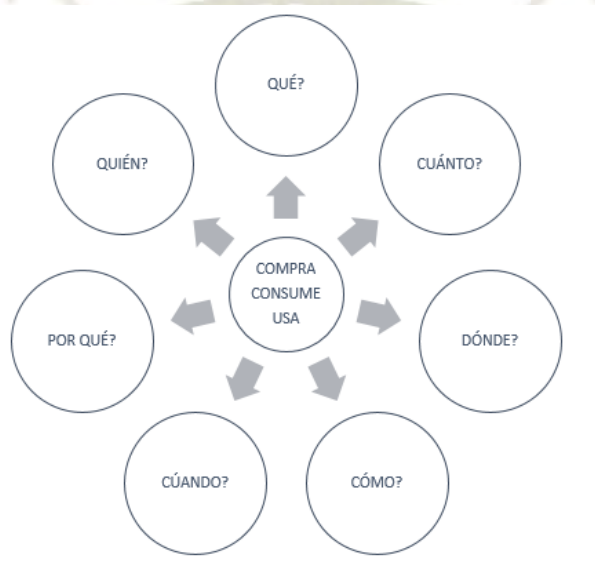 QUÉ?
CUÁNTO?
DÓNDE?
CÓMO?
CÚANDO?
POR QUÉ?
QUIÉN?
COMPRA
CONSUME
USA